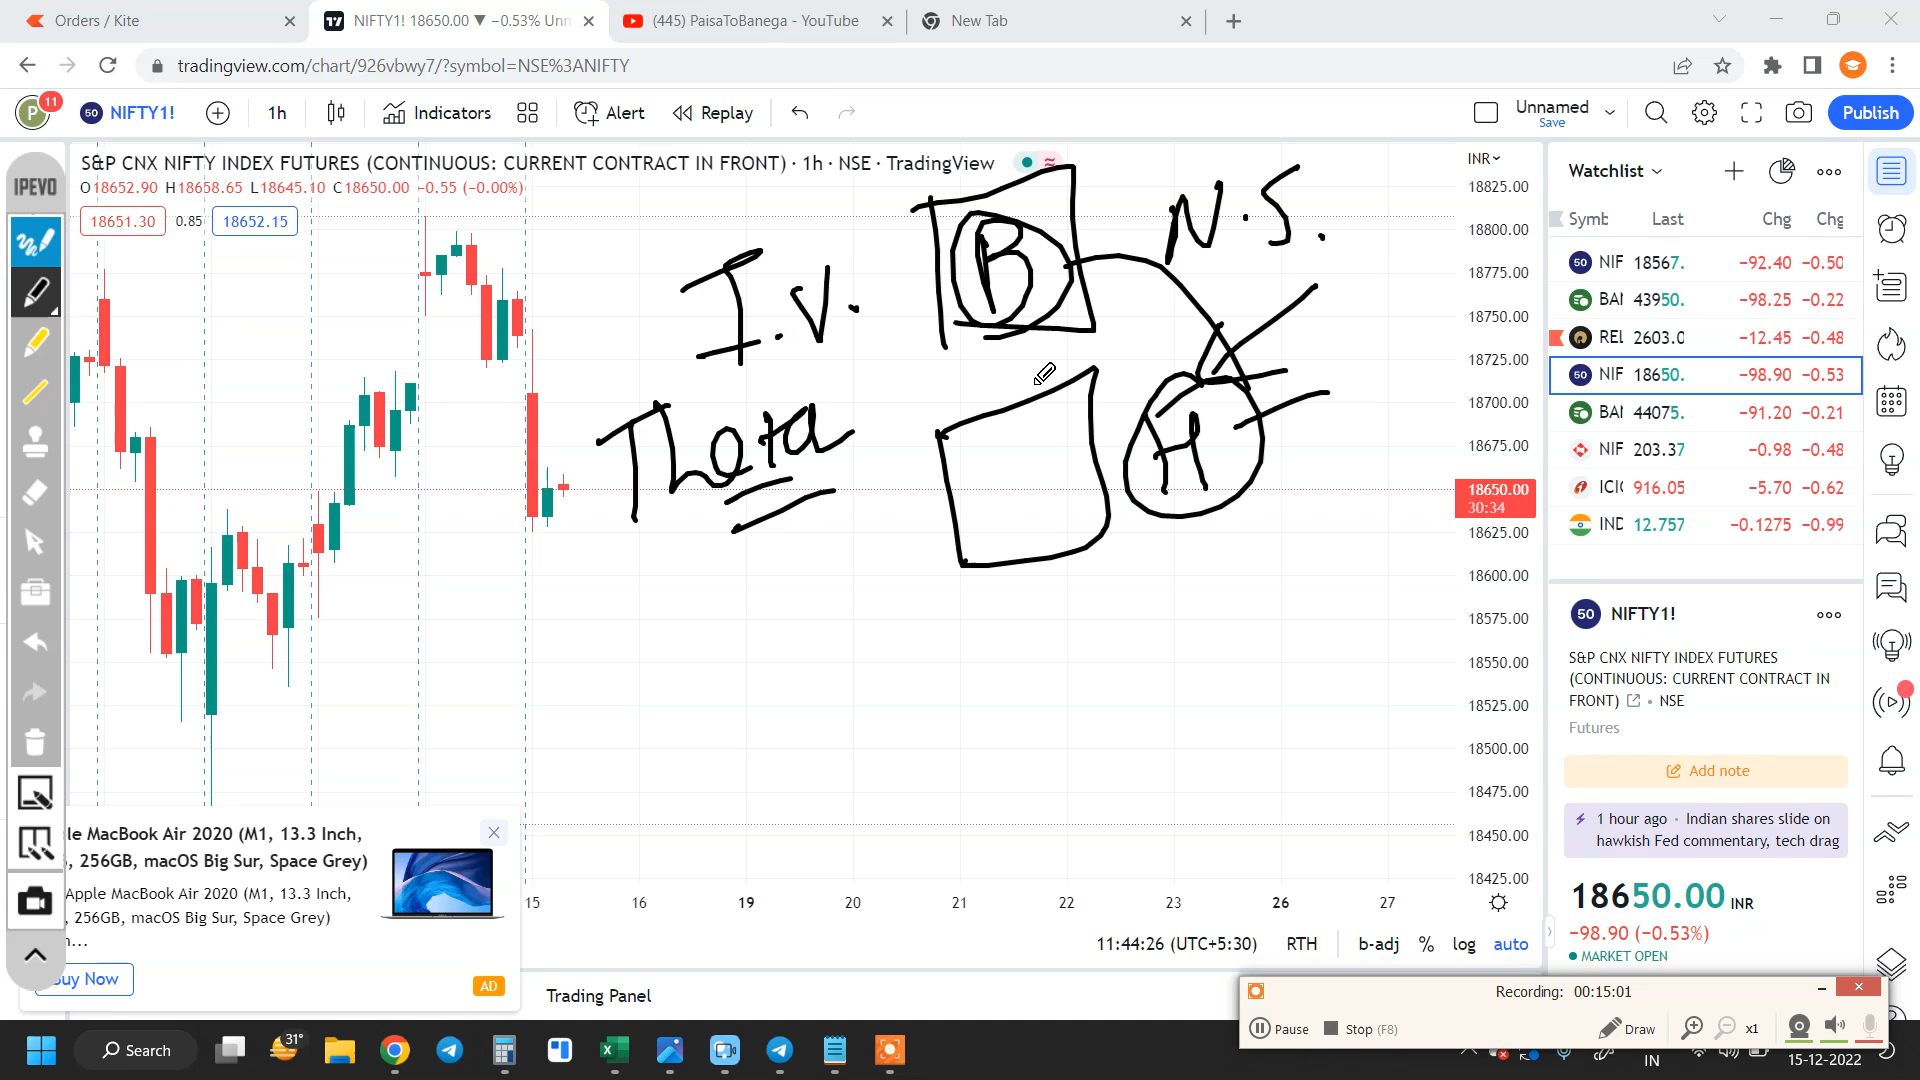 Orders / Kite
NIFTY1! 18650.00 ▼ −0.53% Unn
(445) PaisaToBanega - YouTube
New Tab
tradingview.com/chart/926vbwy7/?symbol=NSE%3ANIFTY
P
11
50
NIFTY1!
1h
Indicators
Alert
Replay
Unnamed
Save
Publish
IPEVO
S&P CNX NIFTY INDEX FUTURES (CONTINUOUS: CURRENT CONTRACT IN FRONT) · 1h · NSE · TradingView
O18652.90 H18658.65 L18645.10 C18650.00 −0.55 (−0.00%)
18651.30 0.85 18652.15
I.V.
B
N.S.
Theta
A
INR
18825.00
18800.00
18775.00
18750.00
18725.00
18700.00
18675.00
18650.00
30:34
18625.00
18600.00
18575.00
18550.00
18525.00
18500.00
18475.00
18450.00
18425.00
15 16 19 20 21 22 23 26 27
11:44:26 (UTC+5:30) RTH b-adj % log auto
Trading Panel
Watchlist
Symb Last Chg Chg
50 NIF 18567. −92.40 −0.50
BAI 43950. −98.25 −0.22
REL 2603.0 −12.45 −0.48
50 NIF 18650. −98.90 −0.53
BAI 44075. −91.20 −0.21
NIF 203.37 −0.98 −0.48
ICI 916.05 −5.70 −0.62
IND 12.757 −0.1275 −0.99
50 NIFTY1!
S&P CNX NIFTY INDEX FUTURES
(CONTINUOUS: CURRENT CONTRACT IN
FRONT) • NSE
Futures
Add note
1 hour ago · Indian shares slide on
hawkish Fed commentary, tech drag
18650.00 INR
−98.90 (−0.53%)
MARKET OPEN
le MacBook Air 2020 (M1, 13.3 Inch,
, 256GB, macOS Big Sur, Space Grey)
Apple MacBook Air 2020 (M1, 13.3 Inch,
, 256GB, macOS Big Sur, Space Grey)
Buy Now
AD
Recording: 00:15:01
Pause Stop (F8) Draw x1
Search
31°
IN
15-12-2022